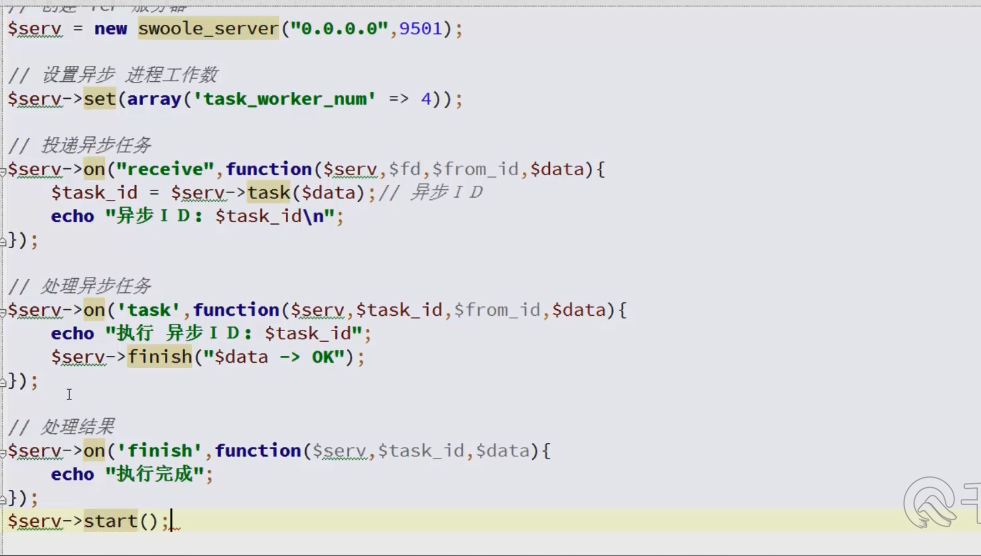 // 创建 TCP 服务器
$serv = new swoole_server("0.0.0.0",9501);
// 设置异步 进程工作数
$serv->set(array('task_worker_num' => 4));
// 投递异步任务
$serv->on("receive",function($serv,$fd,$from_id,$data){
$task_id = $serv->task($data);// 异步ＩＤ
echo "异步ＩＤ: $task_id\n";
});
// 处理异步任务
$serv->on('task',function($serv,$task_id,$from_id,$data){
echo "执行 异步ＩＤ: $task_id";
$serv->finish("$data -> OK");
});
// 处理结果
$serv->on('finish',function($serv,$task_id,$data){
echo "执行完成";
});
$serv->start();